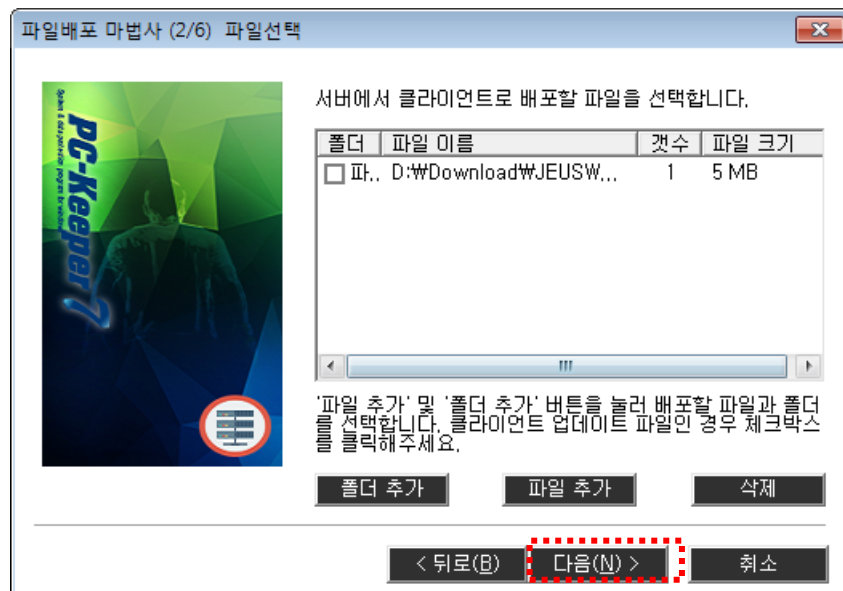 파일배포 마법사 (2/6) 파일선택
PC-Keeper 7
서버에서 클라이언트로 배포할 파일을 선택합니다.
폴더 파일 이름 갯수 파일 크기
파.. D:₩Download₩JEUSW... 1 5 MB
'파일 추가' 및 '폴더 추가' 버튼을 눌러 배포할 파일과 폴더
를 선택합니다. 클라이언트 업데이트 파일인 경우 체크박스
를 클릭해주세요.
폴더 추가 파일 추가 삭제
< 뒤로(B) 다음(N) > 취소